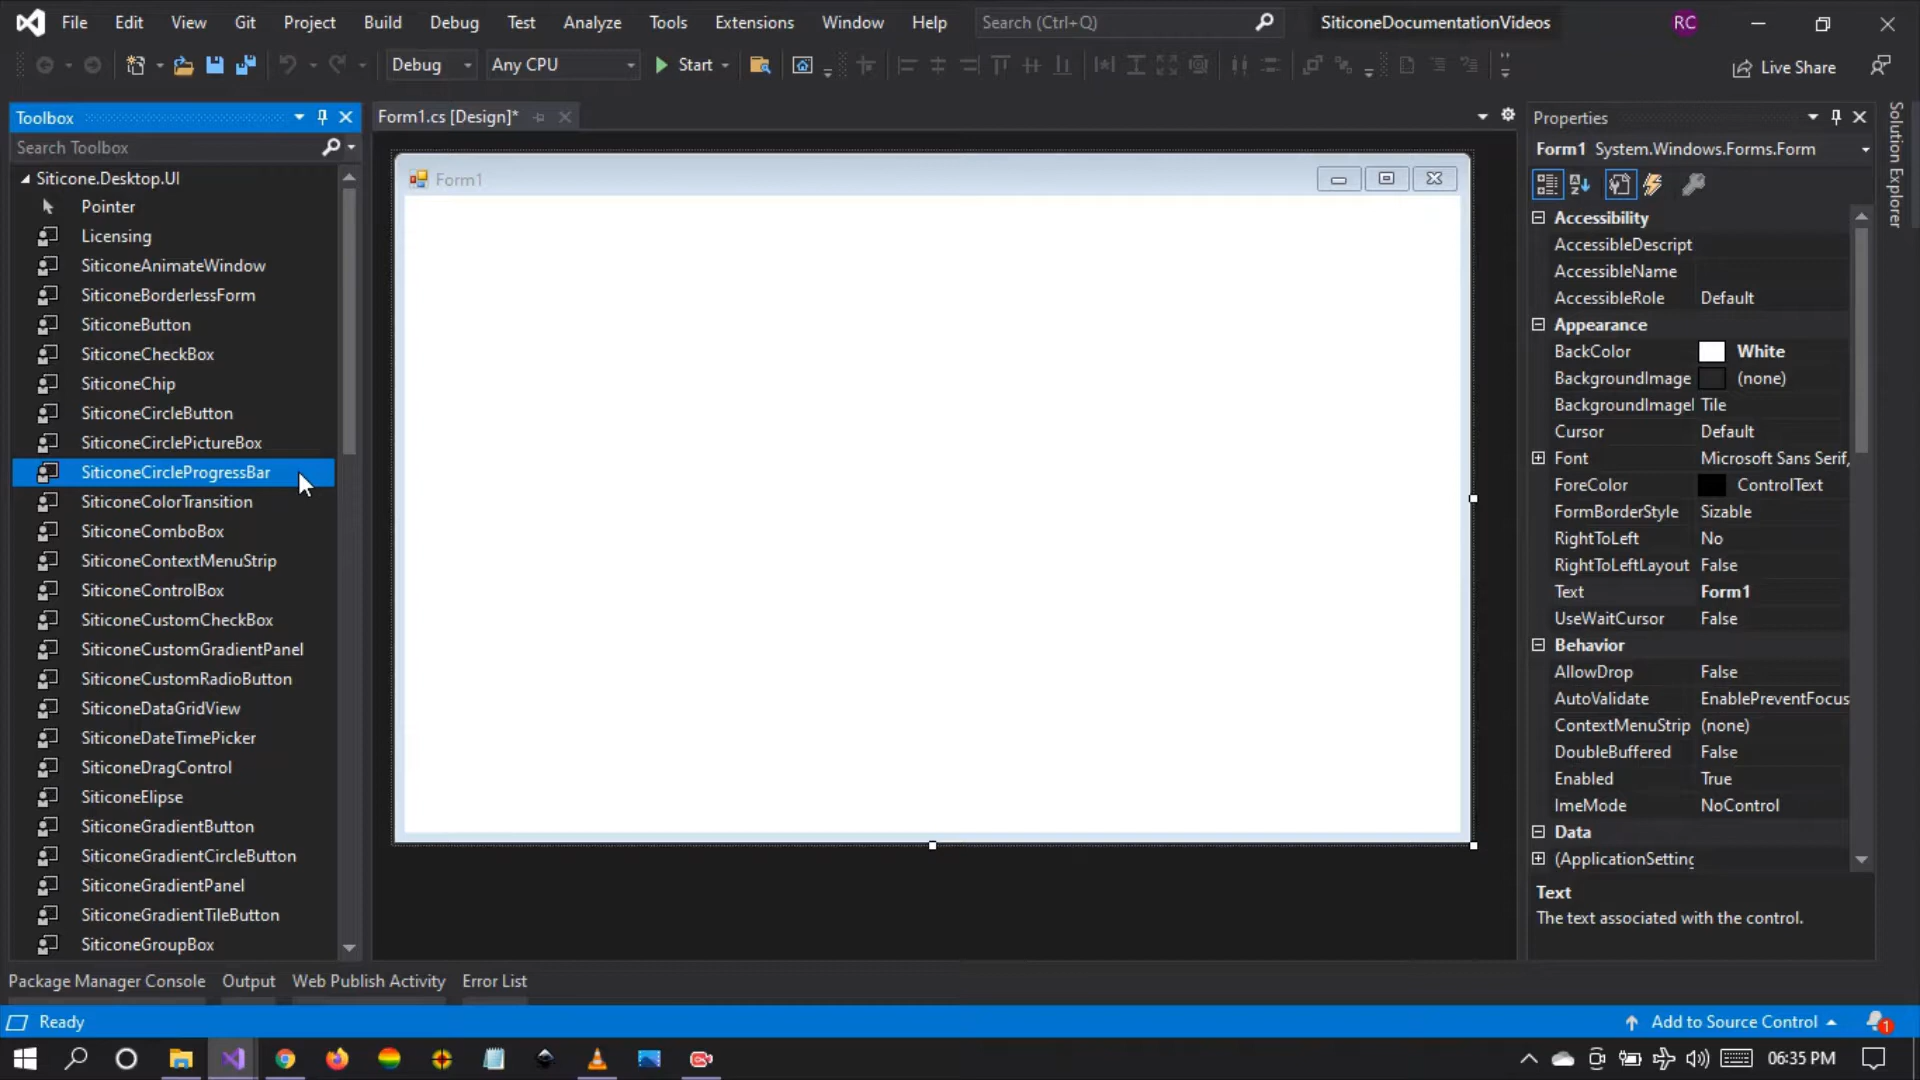 File Edit View Git Project Build Debug Test Analyze Tools Extensions Window Help Search (Ctrl+Q) SiticoneDocumentationVideos RC
Debug Any CPU Start Live Share
Toolbox
Search Toolbox
Siticone.Desktop.UI
Pointer
Licensing
SiticoneAnimateWindow
SiticoneBorderlessForm
SiticoneButton
SiticoneCheckBox
SiticoneChip
SiticoneCircleButton
SiticoneCirclePictureBox
SiticoneCircleProgressBar
SiticoneColorTransition
SiticoneComboBox
SiticoneContextMenuStrip
SiticoneControlBox
SiticoneCustomCheckBox
SiticoneCustomGradientPanel
SiticoneCustomRadioButton
SiticoneDataGridView
SiticoneDateTimePicker
SiticoneDragControl
SiticoneElipse
SiticoneGradientButton
SiticoneGradientCircleButton
SiticoneGradientPanel
SiticoneGradientTileButton
SiticoneGroupBox
Form1.cs [Design]*
Form1
Properties
Form1 System.Windows.Forms.Form
Accessibility
AccessibleDescript
AccessibleName
AccessibleRole Default
Appearance
BackColor White
BackgroundImage (none)
BackgroundImageI Tile
Cursor Default
Font Microsoft Sans Serif,
ForeColor ControlText
FormBorderStyle Sizable
RightToLeft No
RightToLeftLayout False
Text Form1
UseWaitCursor False
Behavior
AllowDrop False
AutoValidate EnablePreventFocus
ContextMenuStrip (none)
DoubleBuffered False
Enabled True
ImeMode NoControl
Data
(ApplicationSetting
Text
The text associated with the control.
Solution Explorer
Package Manager Console Output Web Publish Activity Error List
Ready Add to Source Control 1
06:35 PM